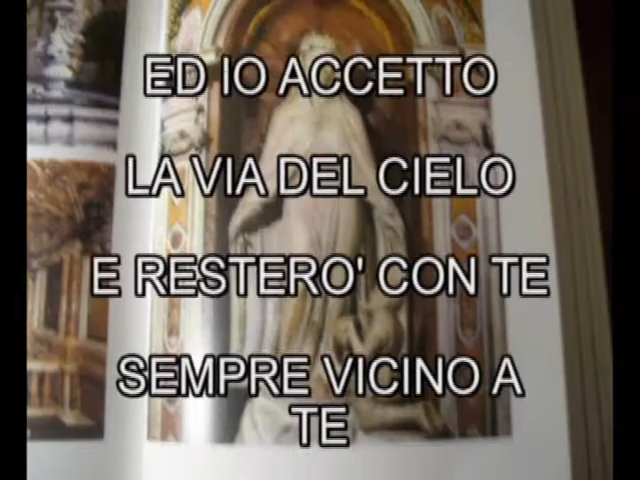 ED IO ACCETTO
LA VIA DEL CIELO
E RESTERO' CON TE
SEMPRE VICINO A
TE